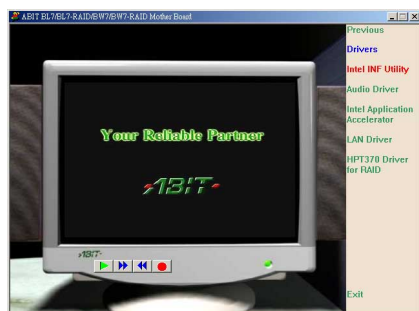 ABIT BL7/BL7-RAID/BW7/BW7-RAID Mother Board
Previous
Drivers
Intel INF Utility
Audio Driver
Intel Application
Accelerator
LAN Driver
HPT370 Driver
for RAID
Exit
Your Reliable Partner
ABIT
ABIT